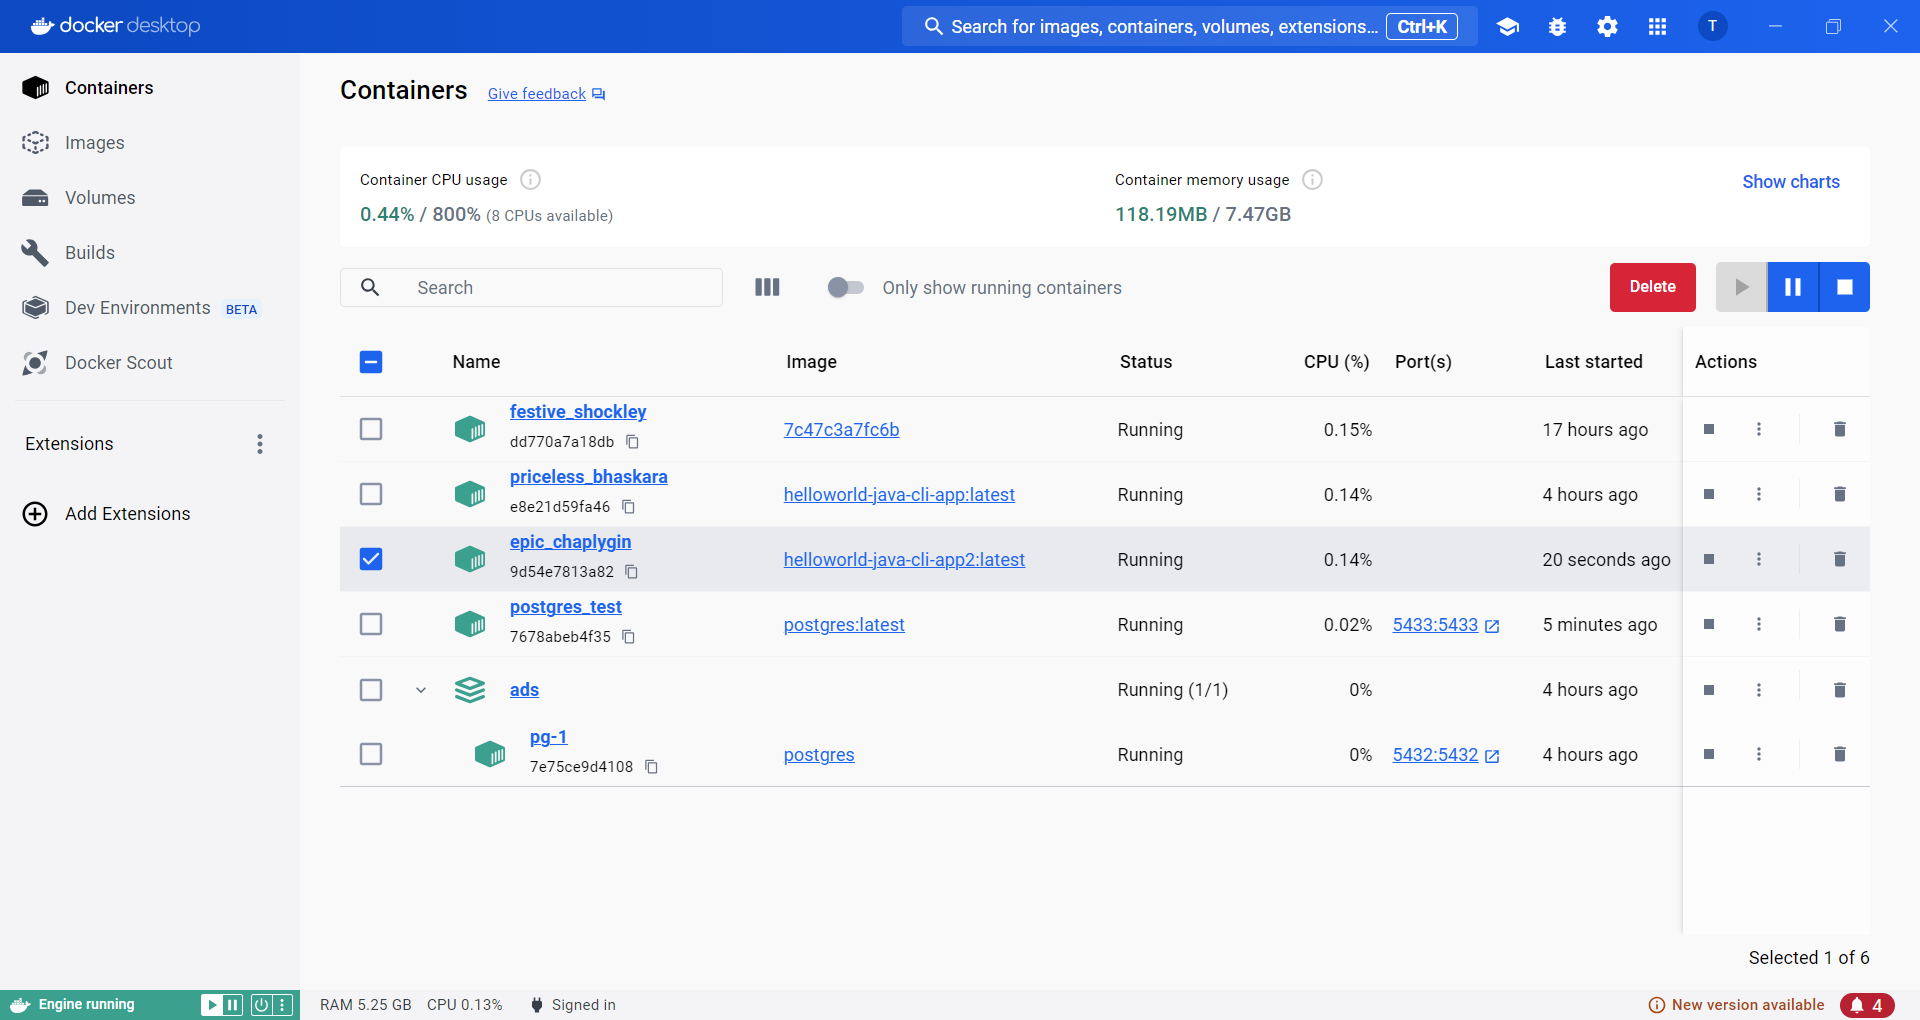 docker desktop
Search for images, containers, volumes, extensions... Ctrl+K
T
Containers
Images
Volumes
Builds
Dev Environments BETA
Docker Scout
Extensions
Add Extensions
Containers Give feedback
Container CPU usage
0.44% / 800% (8 CPUs available)
Container memory usage
118.19MB / 7.47GB
Show charts
Search
Only show running containers
Delete
Name Image Status CPU (%) Port(s) Last started Actions
festive_shockley
dd770a7a18db
7c47c3a7fc6b Running 0.15% 17 hours ago
priceless_bhaskara
e8e21d59fa46
helloworld-java-cli-app:latest Running 0.14% 4 hours ago
epic_chaplygin
9d54e7813a82
helloworld-java-cli-app2:latest Running 0.14% 20 seconds ago
postgres_test
7678abeb4f35
postgres:latest Running 0.02% 5433:5433 5 minutes ago
ads Running (1/1) 0% 4 hours ago
pg-1
7e75ce9d4108
postgres Running 0% 5432:5432 4 hours ago
Selected 1 of 6
Engine running
RAM 5.25 GB CPU 0.13% Signed in
New version available
4